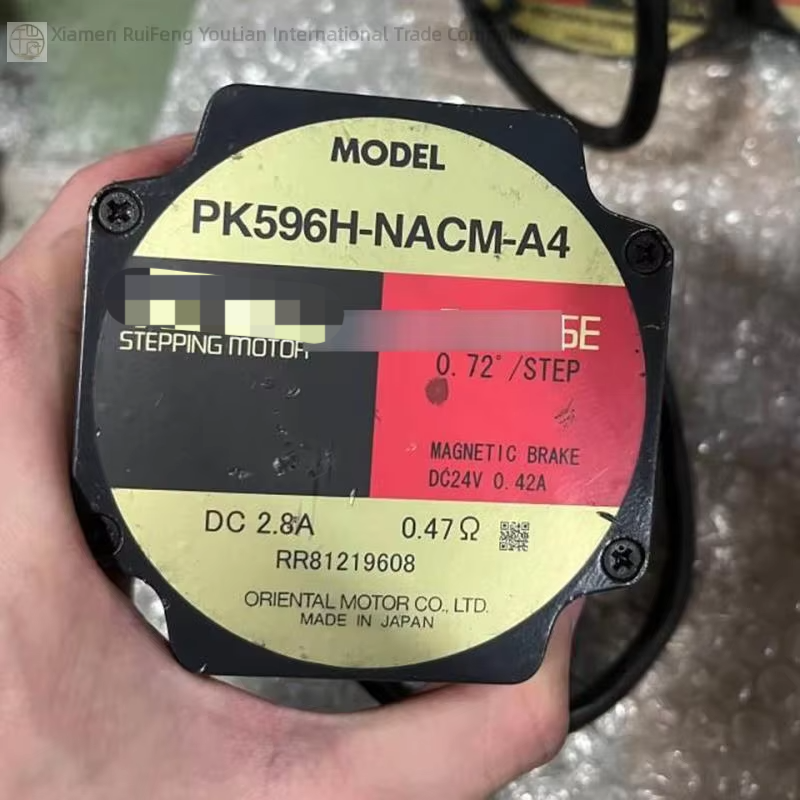 Xiamen RuiFeng YouLian International Trade Com
MODEL
PK596H-NACM-A4
STEPPING MOTOR
0.72°/STEP
MAGNETIC BRAKE
DC24V 0.42A
DC 2.8A 0.47Ω
RR81219608
ORIENTAL MOTOR CO., LTD.
MADE IN JAPAN